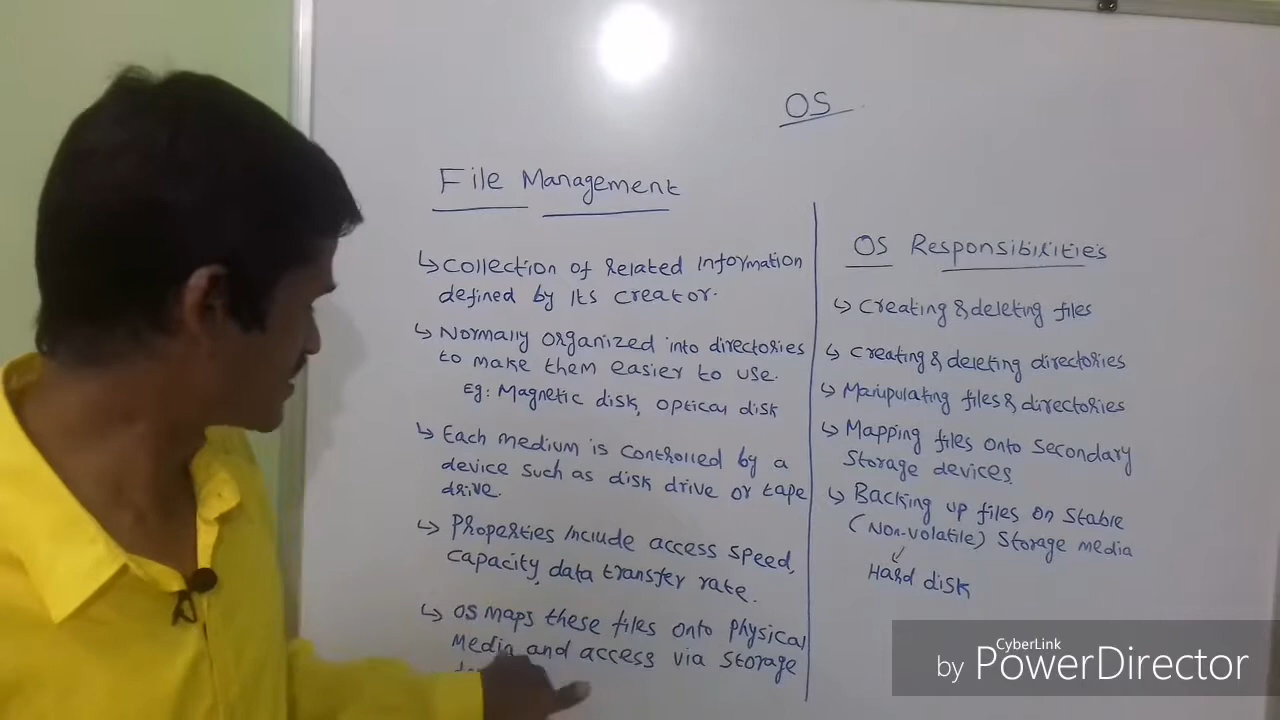 OS
File Management
↳ Collection of related information
defined by its creator.
↳ Normally organized into directories
to make them easier to use.
Eg: Magnetic disk, optical disk
↳ Each medium is controlled by a
device such as disk drive or tape
drive.
↳ Properties include access speed,
capacity, data transfer rate.
↳ OS maps these files onto physical
Media and access via storage
OS Responsibilities
↳ Creating & deleting files
↳ Creating & deleting directories
↳ Manipulating files & directories
↳ Mapping files onto secondary
storage devices
↳ Backing up files on stable
(Non-volatile) storage media
Hard disk
CyberLink
by PowerDirector